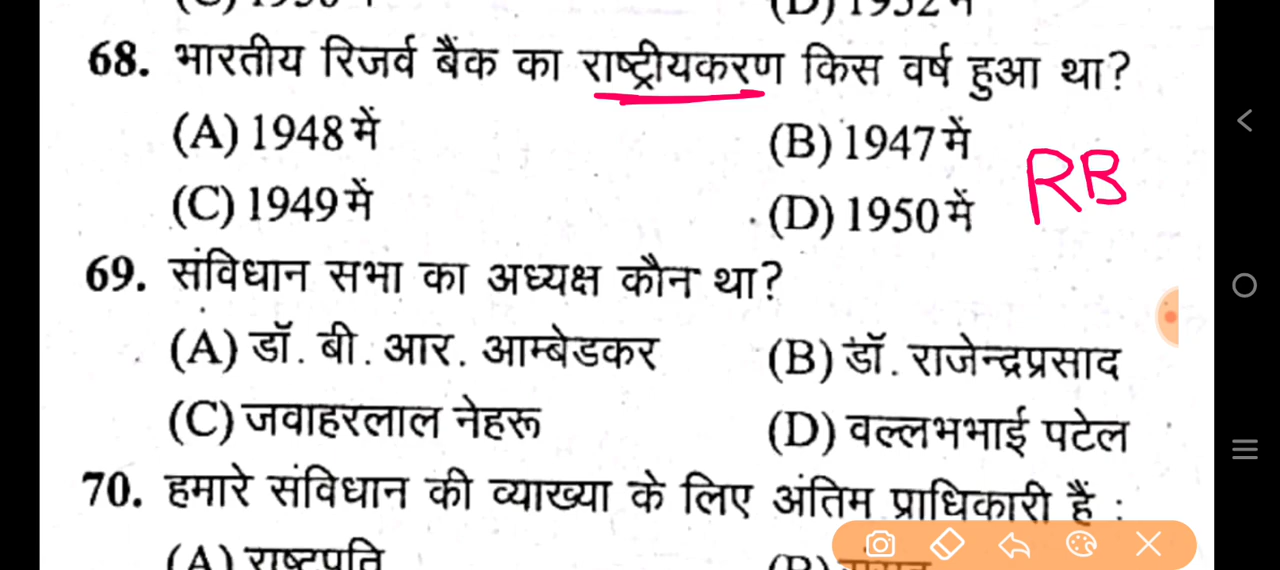 68. भारतीय रिजर्व बैंक का राष्ट्रीयकरण किस वर्ष हुआ था?
(A) 1948 में (B) 1947 में
RB
(C) 1949 में (D) 1950 में
69. संविधान सभा का अध्यक्ष कौन था?
(A) डॉ. बी. आर. आम्बेडकर (B) डॉ. राजेन्द्रप्रसाद
(C) जवाहरलाल नेहरू (D) वल्लभभाई पटेल
70. हमारे संविधान की व्याख्या के लिए अंतिम प्राधिकारी हैं :
(A) राष्ट्रपति